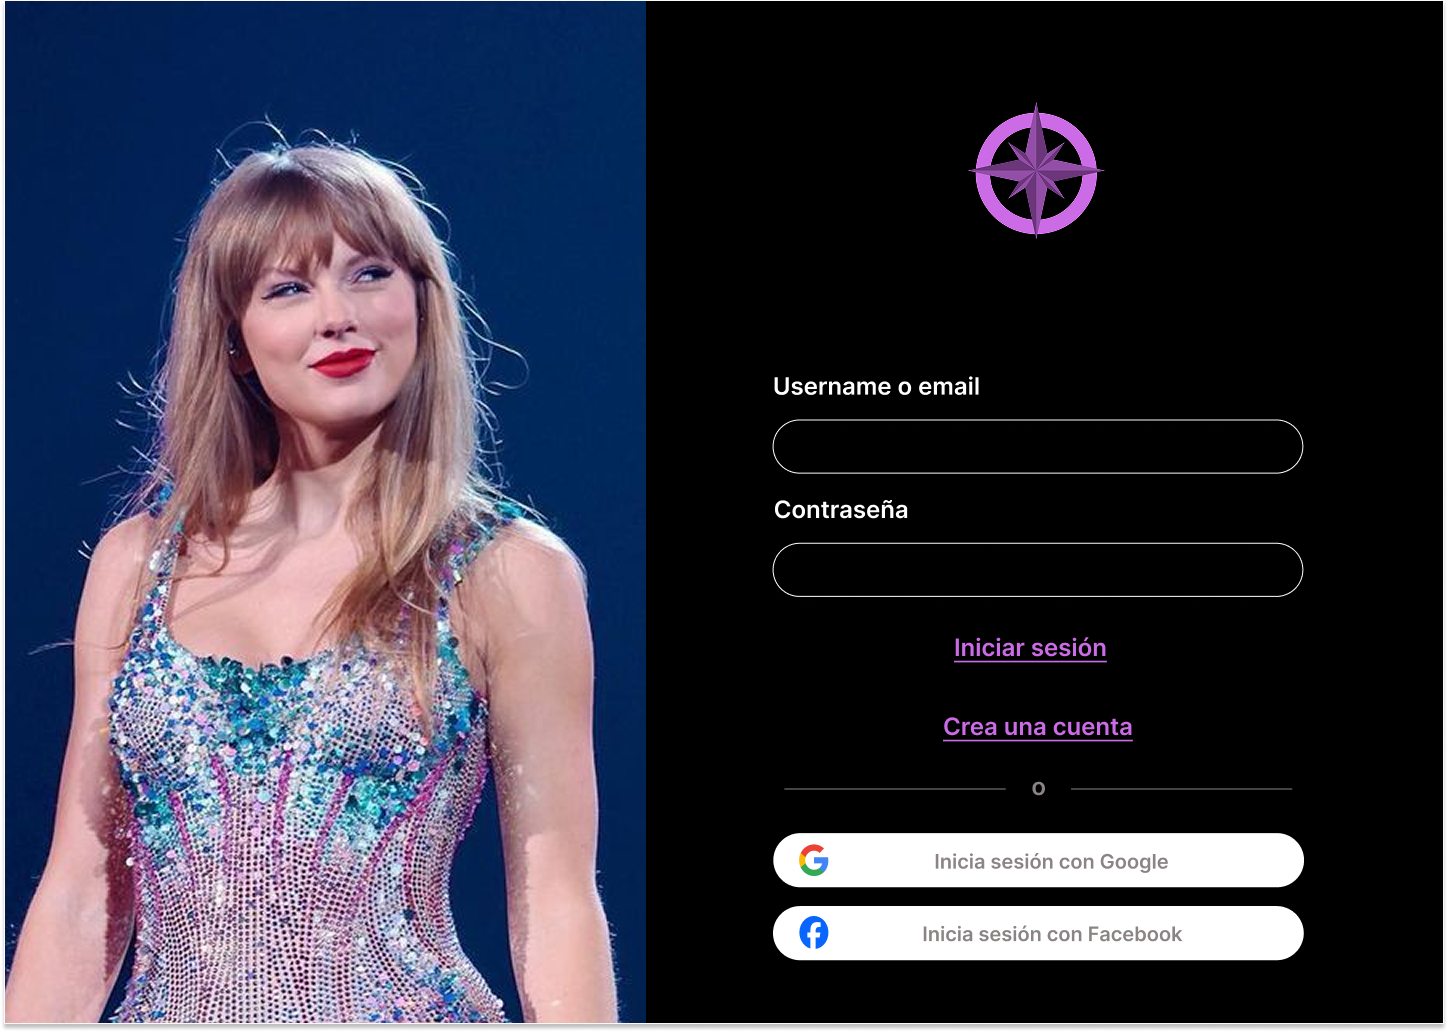 Username o email
Contraseña
Iniciar sesión
Crea una cuenta
O
Inicia sesión con Google
Inicia sesión con Facebook